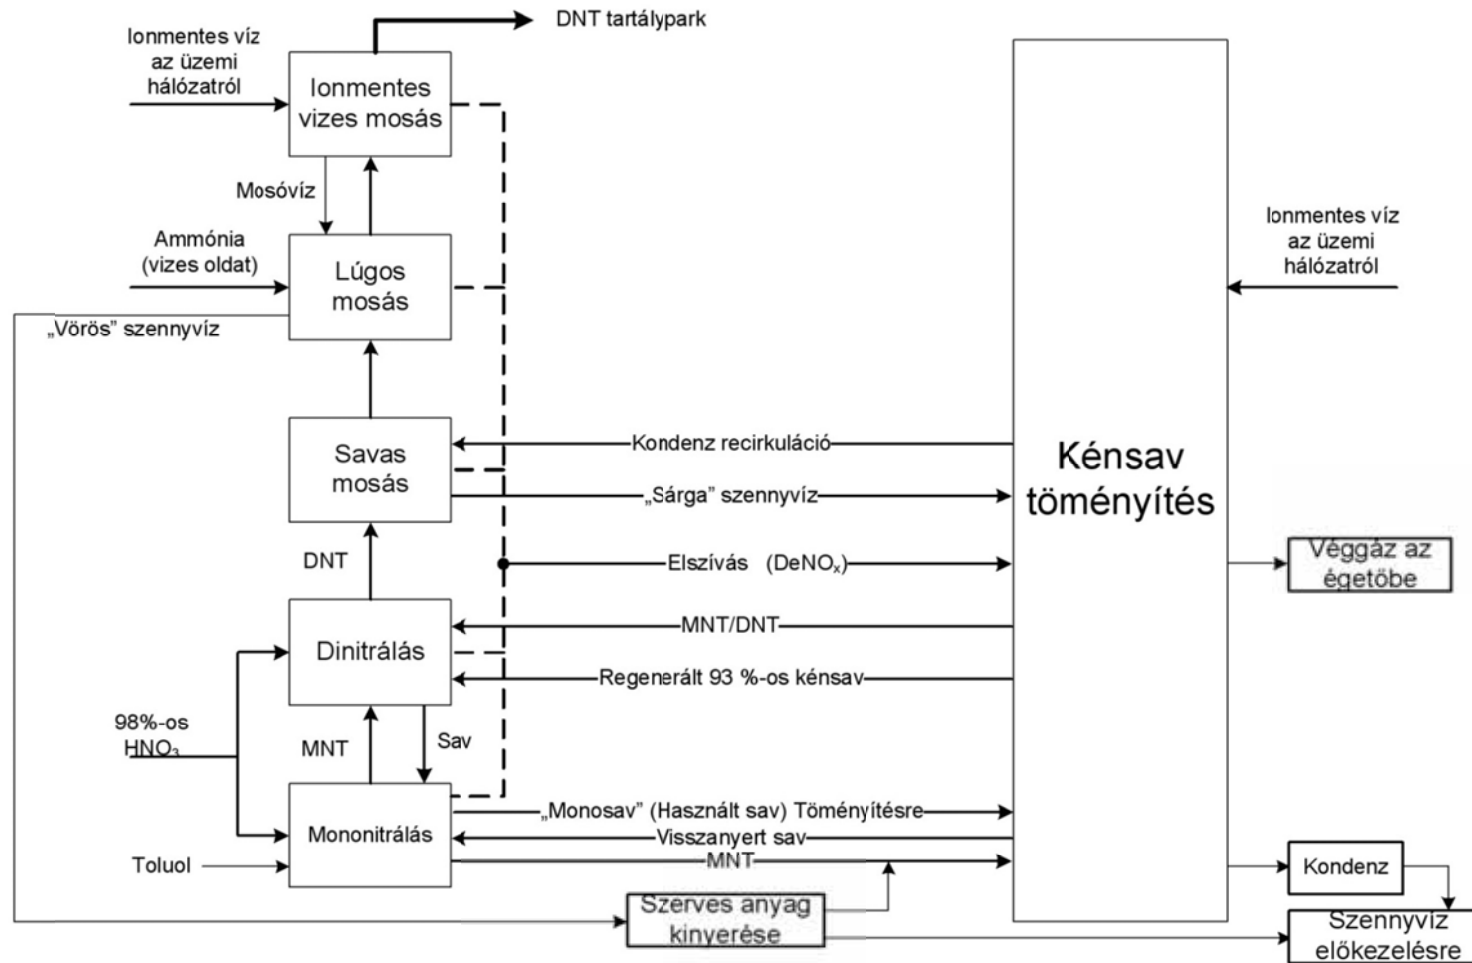 DNT tartálypark
Ionmentes víz
az üzemi
hálózatról
Ionmentes
vizes mosás
Mosóvíz
Ammónia
(vizes oldat)
Lúgos
mosás
„Vörös” szennyvíz
Ionmentes víz
az üzemi
hálózatról
Savas
mosás
Kondenz recirkuláció
„Sárga” szennyvíz
Kénsav
töményítés
DNT
Elszívás (DeNOₓ)
Véggáz az
égetőbe
Dinitrálás
MNT/DNT
Regenerált 93 %-os kénsav
98%-os
HNO₃
MNT
Sav
Mononitrálás
„Monosav” (Használt sav) Töményítésre
Visszanyert sav
MNT
Toluol
Szerves anyag
kinyerése
Kondenz
Szennyvíz
előkezelésre